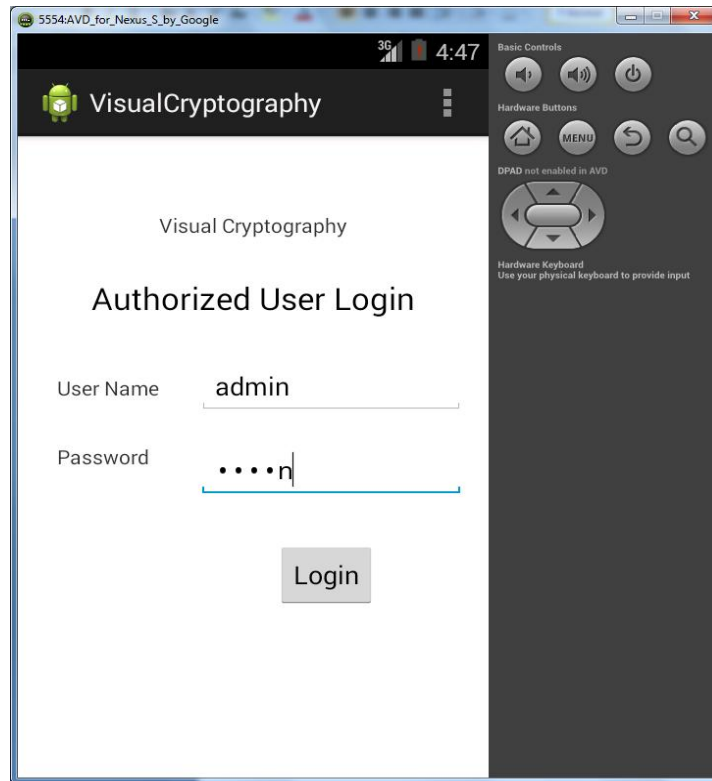 5554:AVD_for_Nexus_S_by_Google
3G 4:47
VisualCryptography
Visual Cryptography
Authorized User Login
User Name admin
Password ••••n
Login
Basic Controls
Hardware Buttons
MENU
DPAD not enabled in AVD
Hardware Keyboard
Use your physical keyboard to provide input